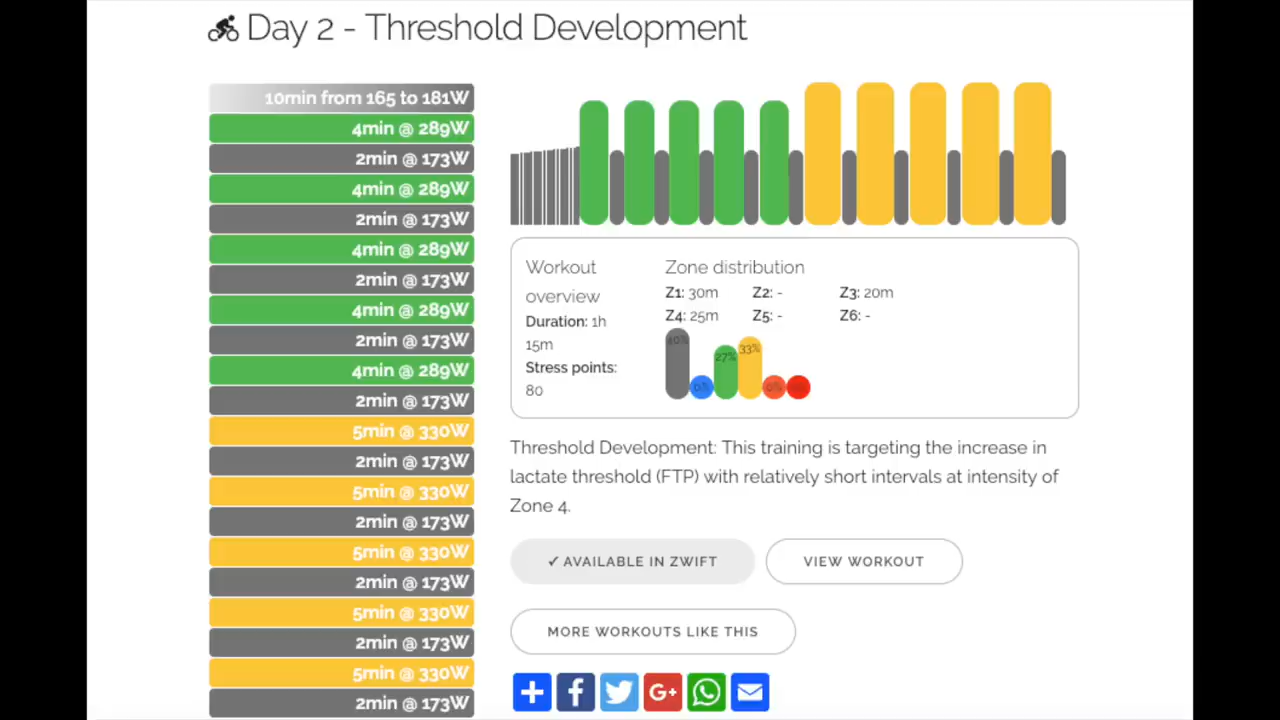 Day 2 - Threshold Development
10min from 165 to 181W
4min @ 289W
2min @ 173W
4min @ 289W
2min @ 173W
4min @ 289W
2min @ 173W
4min @ 289W
2min @ 173W
4min @ 289W
2min @ 173W
5min @ 330W
2min @ 173W
5min @ 330W
2min @ 173W
5min @ 330W
2min @ 173W
5min @ 330W
2min @ 173W
5min @ 330W
2min @ 173W
Workout
overview
Duration: 1h
15m
Stress points:
80
Zone distribution
Z1: 30m Z2: - Z3: 20m
Z4: 25m Z5: - Z6: -
40% 0% 27% 33% 0%
Threshold Development: This training is targeting the increase in
lactate threshold (FTP) with relatively short intervals at intensity of
Zone 4.
✓ AVAILABLE IN ZWIFT
VIEW WORKOUT
MORE WORKOUTS LIKE THIS
G+